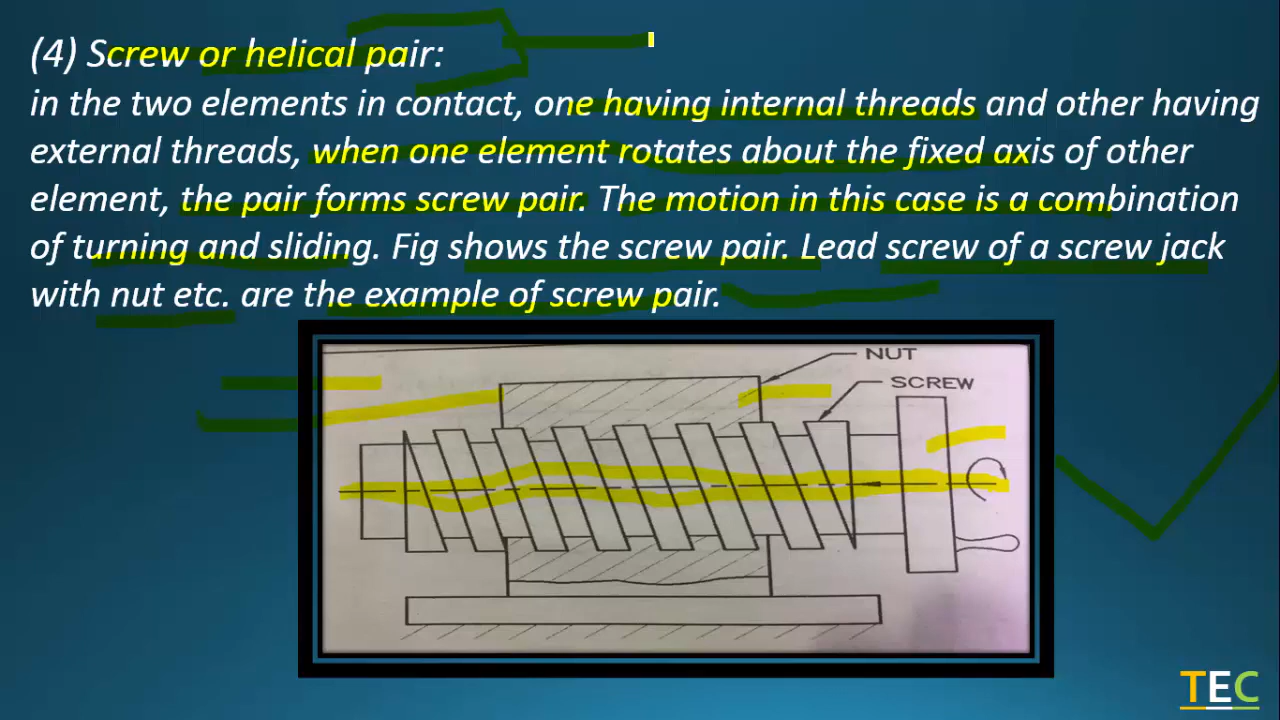 (4) Screw or helical pair:
in the two elements in contact, one having internal threads and other having
external threads, when one element rotates about the fixed axis of other
element, the pair forms screw pair. The motion in this case is a combination
of turning and sliding. Fig shows the screw pair. Lead screw of a screw jack
with nut etc. are the example of screw pair.
NUT
SCREW
TEC